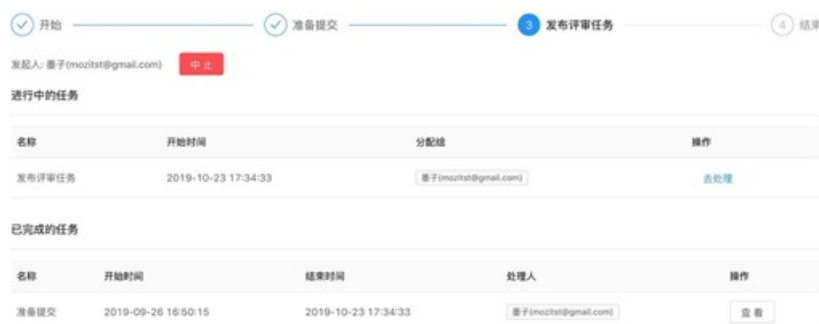 开始 准备提交 3 发布评审任务 4 结束
发起人: 墨子(mozitst@gmail.com) 中止
进行中的任务
名称 开始时间 分配给 操作
发布评审任务 2019-10-23 17:34:33 墨子(mozitst@gmail.com) 去处理
已完成的任务
名称 开始时间 结束时间 处理人 操作
准备提交 2019-09-26 16:50:15 2019-10-23 17:34:33 墨子(mozitst@gmail.com) 查看